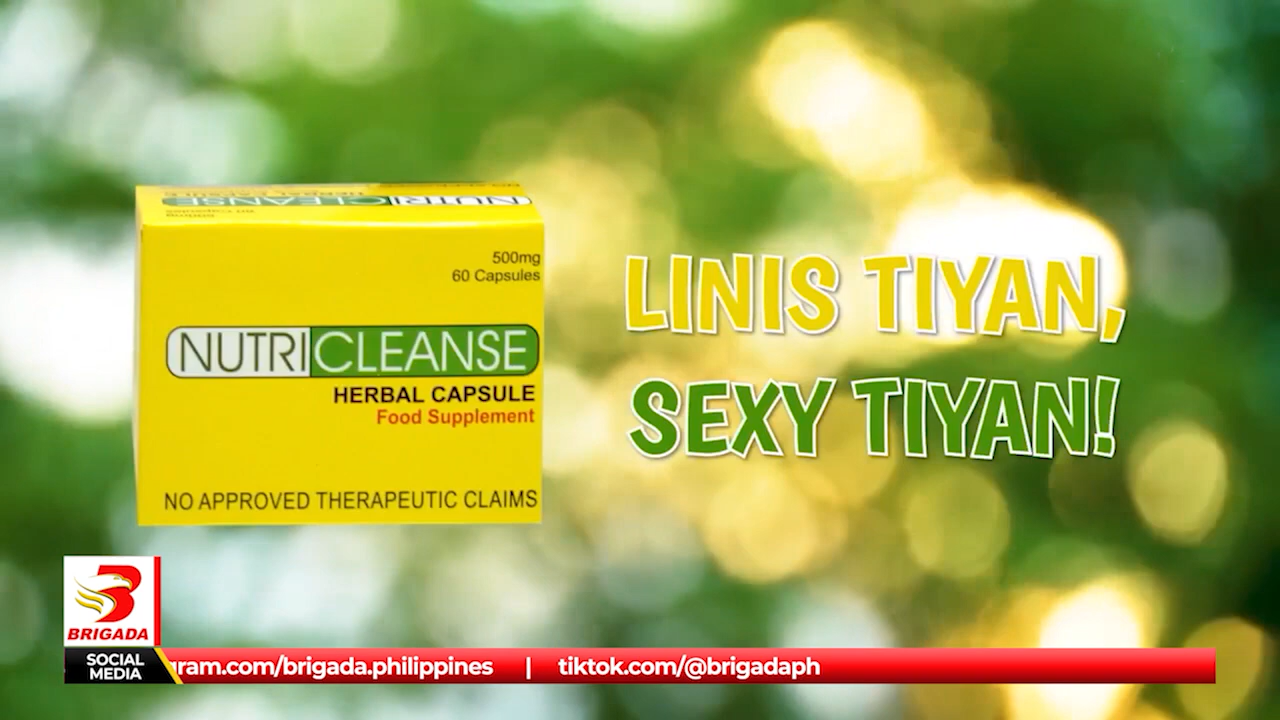 NUTRICLEANSE
500mg
60 Capsules
NUTRICLEANSE
HERBAL CAPSULE
Food Supplement
NO APPROVED THERAPEUTIC CLAIMS
LINIS TIYAN,
SEXY TIYAN!
BRIGADA
SOCIAL
MEDIA
gram.com/brigada.philippines | tiktok.com/@brigadaph